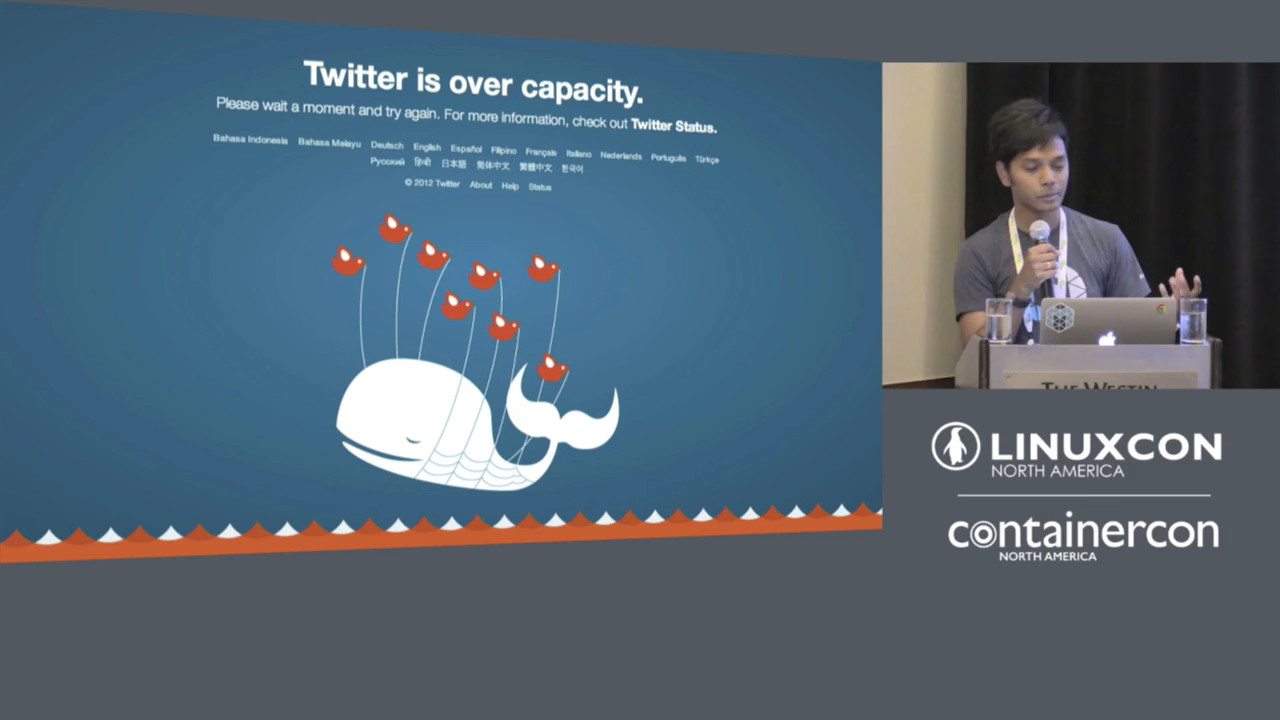 Twitter is over capacity.
Please wait a moment and try again. For more information, check out Twitter Status.
Bahasa Indonesia Bahasa Melayu Deutsch English Español Filipino Français Italiano Nederlands Português Türkçe
Русский हिन्दी 日本語 简体中文 繁體中文 한국어
© 2012 Twitter About Help Status
THE WESTIN
LINUXCON
NORTH AMERICA
containercon
NORTH AMERICA